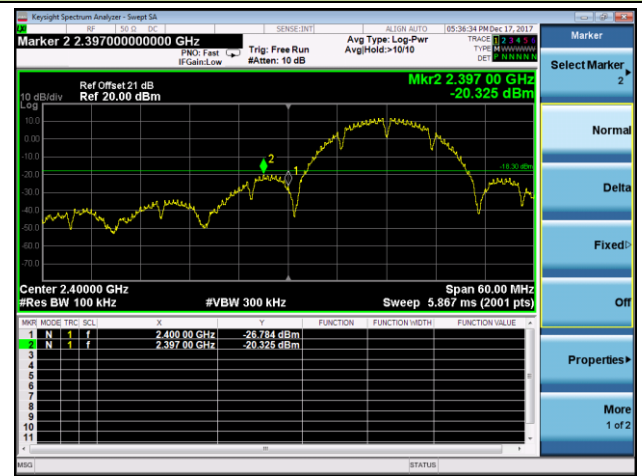 Keysight Spectrum Analyzer - Swept SA
RF 50 Ω DC SENSE:INT ALIGN AUTO 05:36:34 PM Dec 17, 2017
Marker 2 2.397000000000 GHz
PNO: Fast
IFGain:Low
Trig: Free Run
#Atten: 10 dB
Avg Type: Log-Pwr
Avg|Hold:>10/10
TRACE 1 2 3 4 5 6
TYPE M WWWWW
DET P NNNNN
Ref Offset 21 dB
10 dB/div Ref 20.00 dBm
Log
Mkr2 2.397 00 GHz
-20.325 dBm
10.0
0.00
-10.0
-20.0
-30.0
-40.0
-50.0
-60.0
-70.0
2
1
-18.30 dBm
Center 2.40000 GHz Span 60.00 MHz
#Res BW 100 kHz #VBW 300 kHz Sweep 5.867 ms (2001 pts)
MKR MODE TRC SCL X Y FUNCTION FUNCTION WIDTH FUNCTION VALUE
1 N 1 f 2.400 00 GHz -26.784 dBm
2 N 1 f 2.397 00 GHz -20.325 dBm
3
4
5
6
7
8
9
10
11
MSG STATUS
Marker
Select Marker
2
Normal
Delta
Fixed
Off
Properties
More
1 of 2